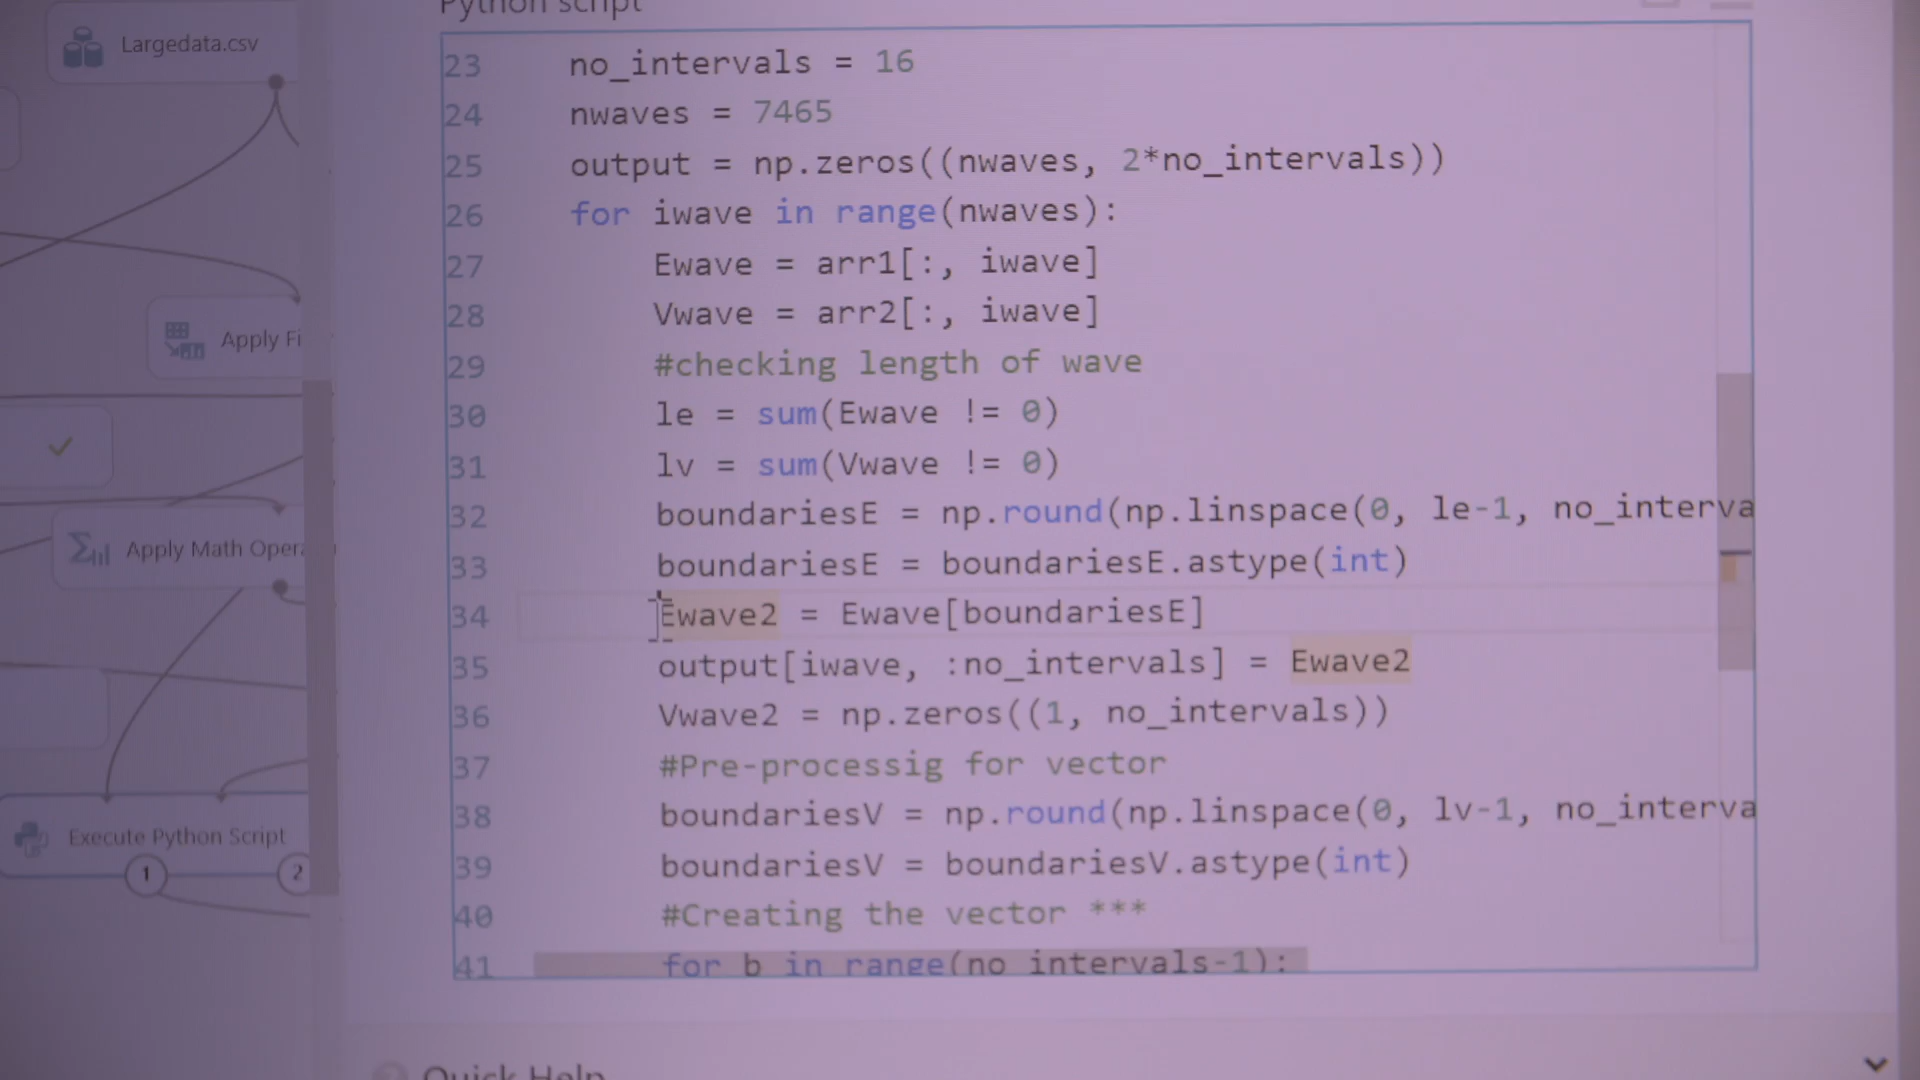 Python script
Largedata.csv
23 no_intervals = 16
24 nwaves = 7465
25 output = np.zeros((nwaves, 2*no_intervals))
26 for iwave in range(nwaves):
27 Ewave = arr1[:, iwave]
28 Vwave = arr2[:, iwave]
Apply Fi
29 #checking length of wave
30 le = sum(Ewave != 0)
31 lv = sum(Vwave != 0)
32 boundariesE = np.round(np.linspace(0, le-1, no_interva
33 boundariesE = boundariesE.astype(int)
Apply Math Opera
34 Ewave2 = Ewave[boundariesE]
35 output[iwave, :no_intervals] = Ewave2
36 Vwave2 = np.zeros((1, no_intervals))
37 #Pre-processig for vector
38 boundariesV = np.round(np.linspace(0, lv-1, no_interva
Execute Python Script
39 boundariesV = boundariesV.astype(int)
1 2
40 #Creating the vector ***
41 for b in range(no_intervals-1):
Quick Help